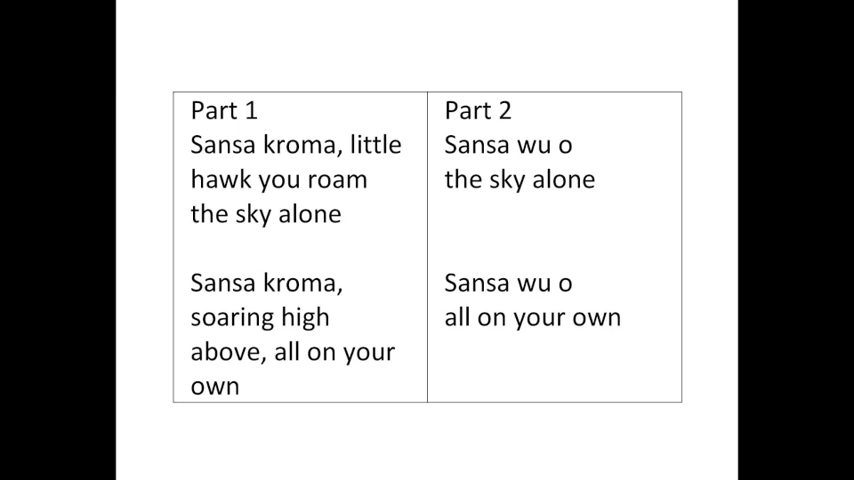 Part 1
Sansa kroma, little
hawk you roam
the sky alone
Sansa kroma,
soaring high
above, all on your
own
Part 2
Sansa wu o
the sky alone
Sansa wu o
all on your own